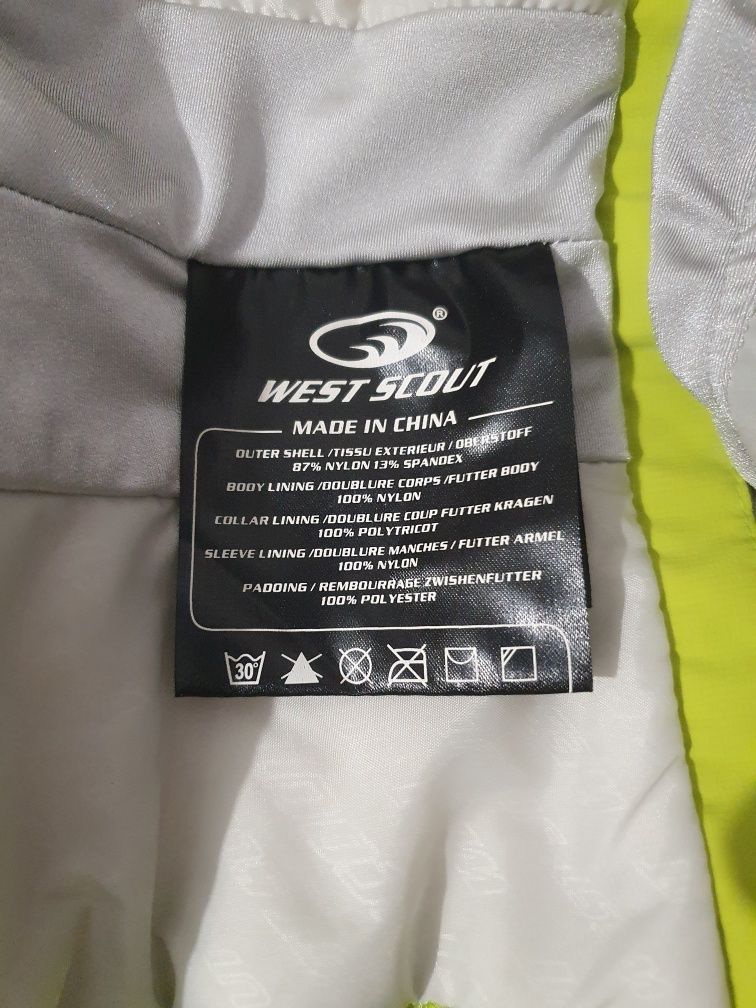 ®
WEST SCOUT
MADE IN CHINA
OUTER SHELL /TISSU EXTERIEUR / OBERSTOFF
87% NYLON 13% SPANDEX
BODY LINING /DOUBLURE CORPS /FUTTER BODY
100% NYLON
COLLAR LINING /DOUBLURE COUP FUTTER KRAGEN
100% POLYTRICOT
SLEEVE LINING /DOUBLURE MANCHES / FUTTER ARMEL
100% NYLON
PADOING / REMBOURRAGE ZWISHENFUTTER
100% POLYESTER
30°